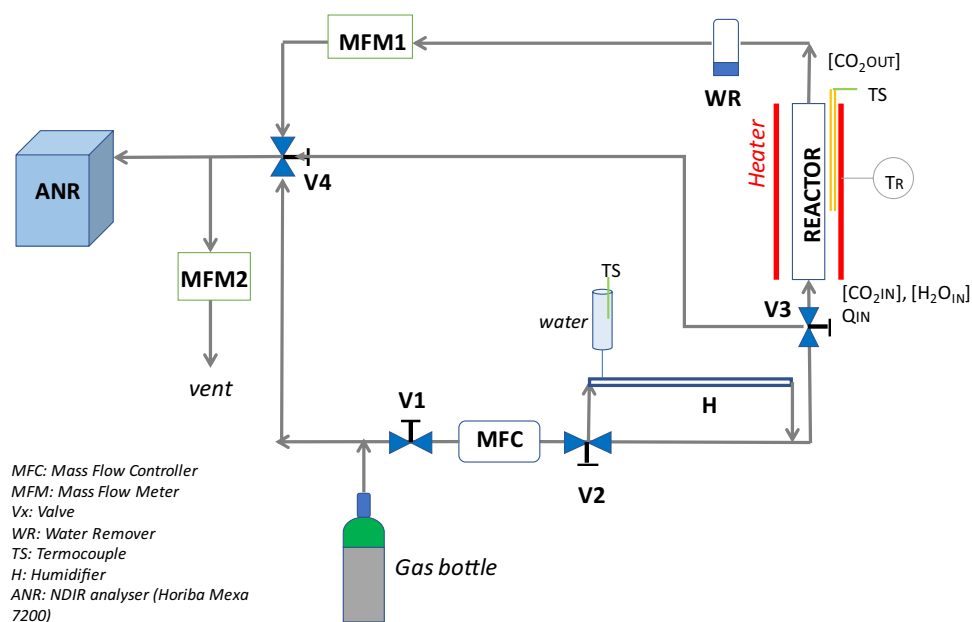 MFM1
[CO2OUT]
WR
TS
Heater
REACTOR
TR
ANR
V4
MFM2
TS
[CO2IN], [H2OIN]
V3
QIN
water
vent
V1
H
MFC
V2
MFC: Mass Flow Controller
MFM: Mass Flow Meter
Vx: Valve
WR: Water Remover
TS: Termocouple
H: Humidifier
ANR: NDIR analyser (Horiba Mexa
7200)
Gas bottle